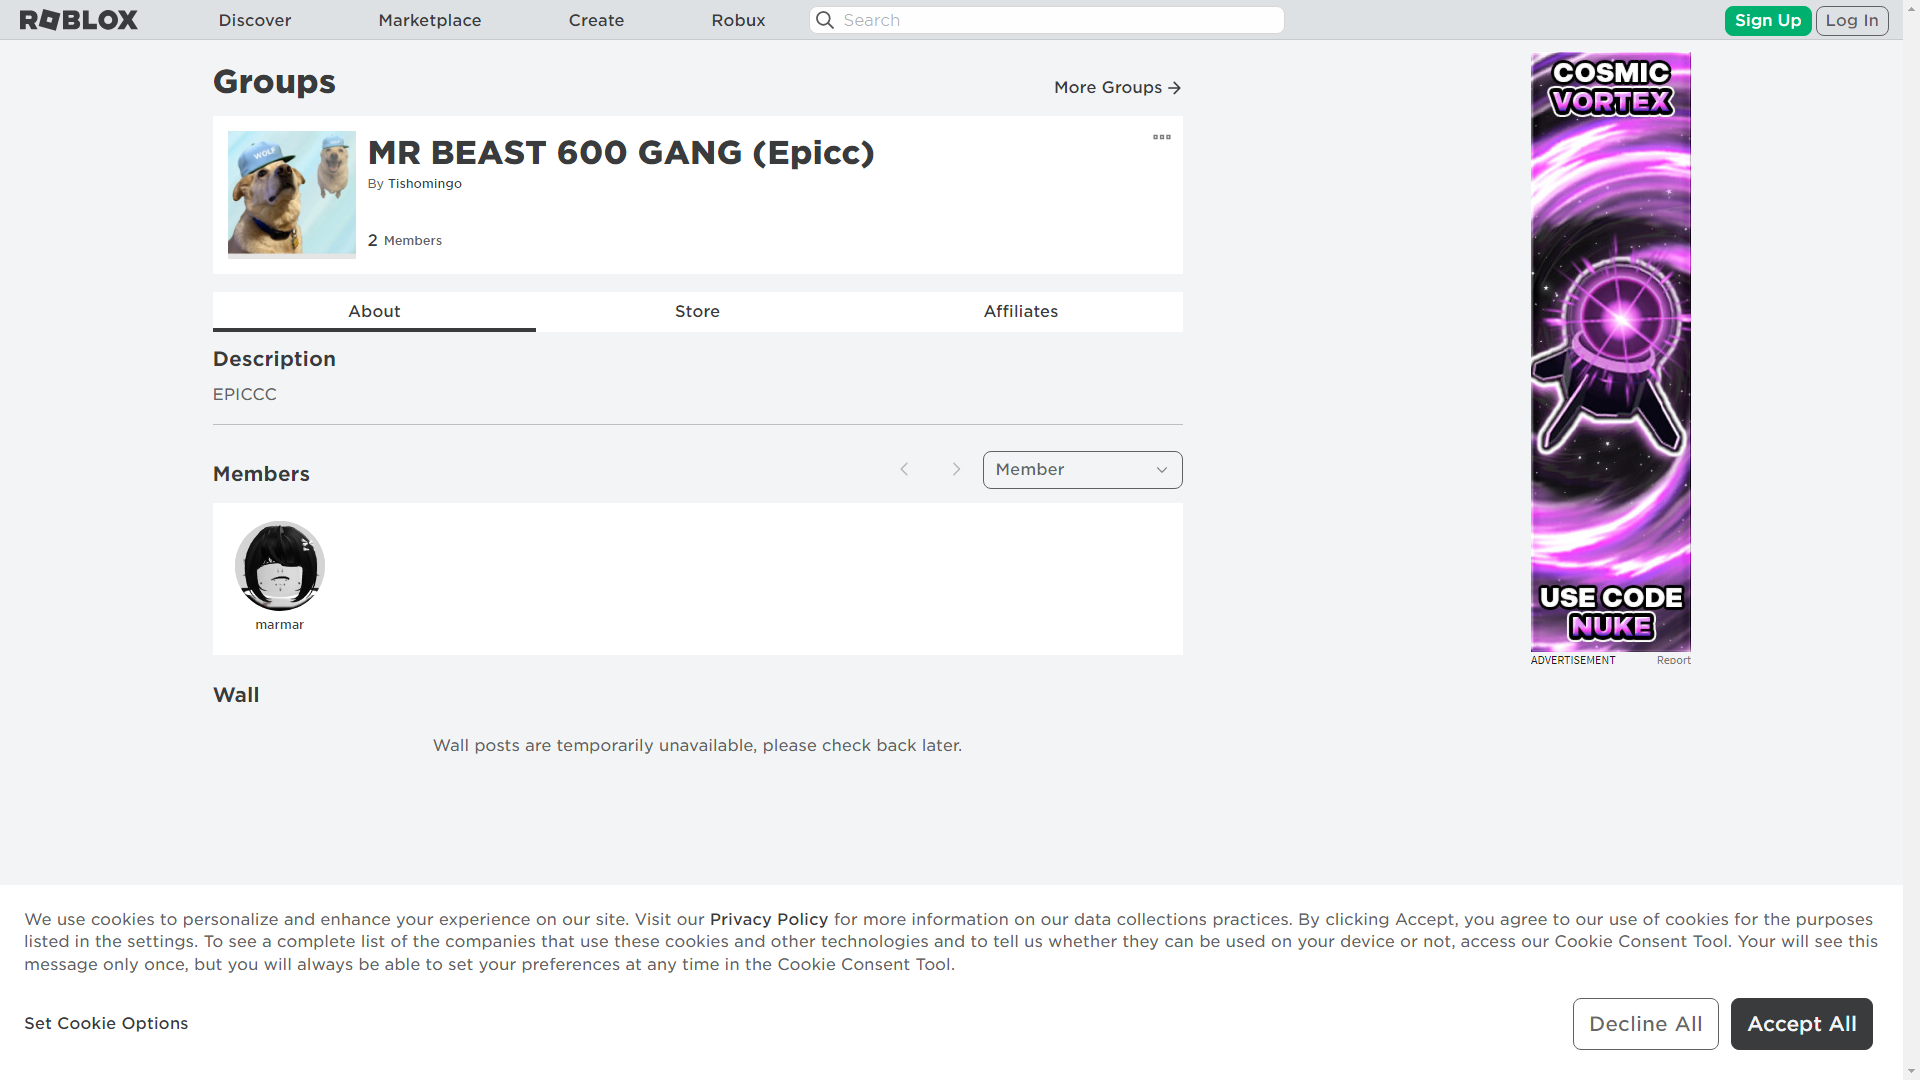 ROBLOX
Discover
Marketplace
Create
Robux
Search
Sign Up
Log In
Groups
More Groups
WOLF
MR BEAST 600 GANG (Epicc)
By Tishomingo
2 Members
About
Store
Affiliates
Description
EPICCC
Members
Member
marmar
Wall
Wall posts are temporarily unavailable, please check back later.
COSMIC
VORTEX
USE CODE
NUKE
ADVERTISEMENT
Report
We use cookies to personalize and enhance your experience on our site. Visit our Privacy Policy for more information on our data collections practices. By clicking Accept, you agree to our use of cookies for the purposes
listed in the settings. To see a complete list of the companies that use these cookies and other technologies and to tell us whether they can be used on your device or not, access our Cookie Consent Tool. Your will see this
message only once, but you will always be able to set your preferences at any time in the Cookie Consent Tool.
Set Cookie Options
Decline All
Accept All